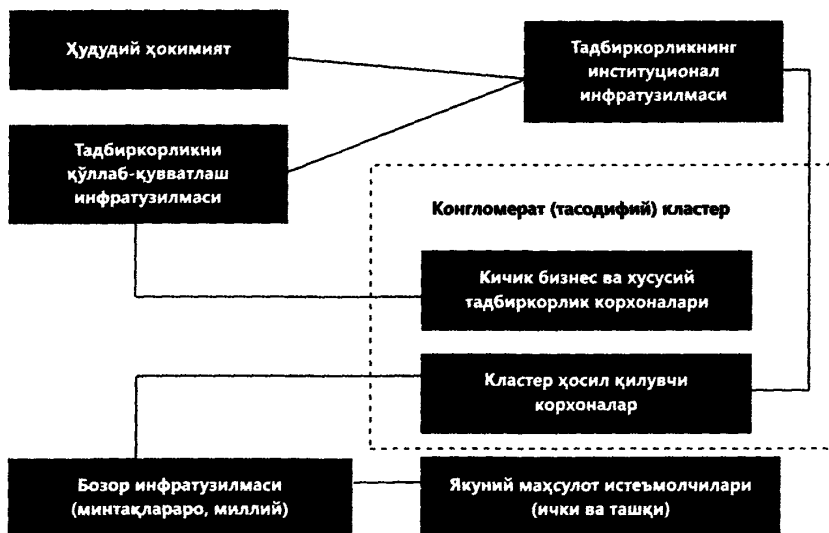 Ҳудудий ҳокимият
Тадбиркорликнинг
институционал
инфратузилмаси
Тадбиркорликни
қўллаб-қувватлаш
инфратузилмаси
Конгломерат (тасодифий) кластер
Кичик бизнес ва хусусий
тадбиркорлик корхоналари
Кластер ҳосил қилувчи
корхоналар
Бозор инфратузилмаси
(минтақлараро, миллий)
Якуний маҳсулот истеъмолчилари
(ички ва ташқи)